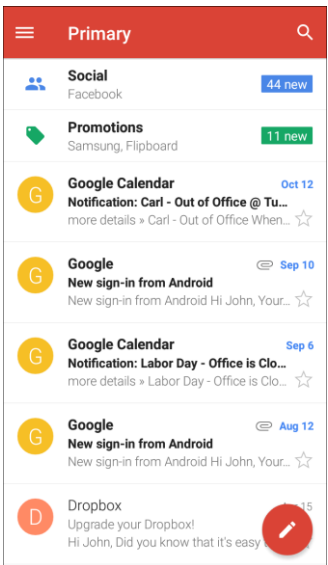 Primary
Social
44 new
Facebook
Promotions
11 new
Samsung, Flipboard
G
Google Calendar
Oct 12
Notification: Carl - Out of Office @ Tu...
more details » Carl - Out of Office When...
G
Google
Sep 10
New sign-in from Android
New sign-in from Android Hi John, Your...
G
Google Calendar
Sep 6
Notification: Labor Day - Office is Clo...
more details » Labor Day - Office is Clo...
G
Google
Aug 12
New sign-in from Android
New sign-in from Android Hi John, Your...
D
Dropbox
15
Upgrade your Dropbox!
Hi John, Did you know that it's easy